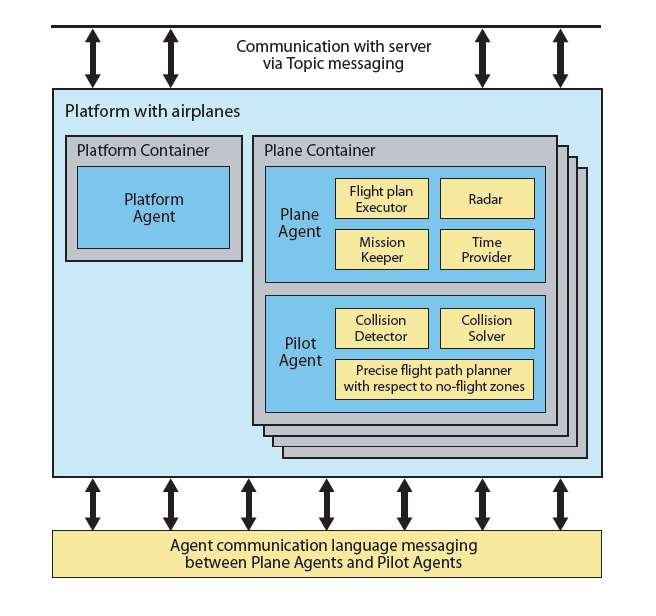 Communication with server
via Topic messaging
Platform with airplanes
Platform Container
Platform
Agent
Plane Container
Plane
Agent
Flight plan
Executor
Radar
Mission
Keeper
Time
Provider
Pilot
Agent
Collision
Detector
Collision
Solver
Precise flight path planner
with respect to no-flight zones
Agent communication language messaging
between Plane Agents and Pilot Agents